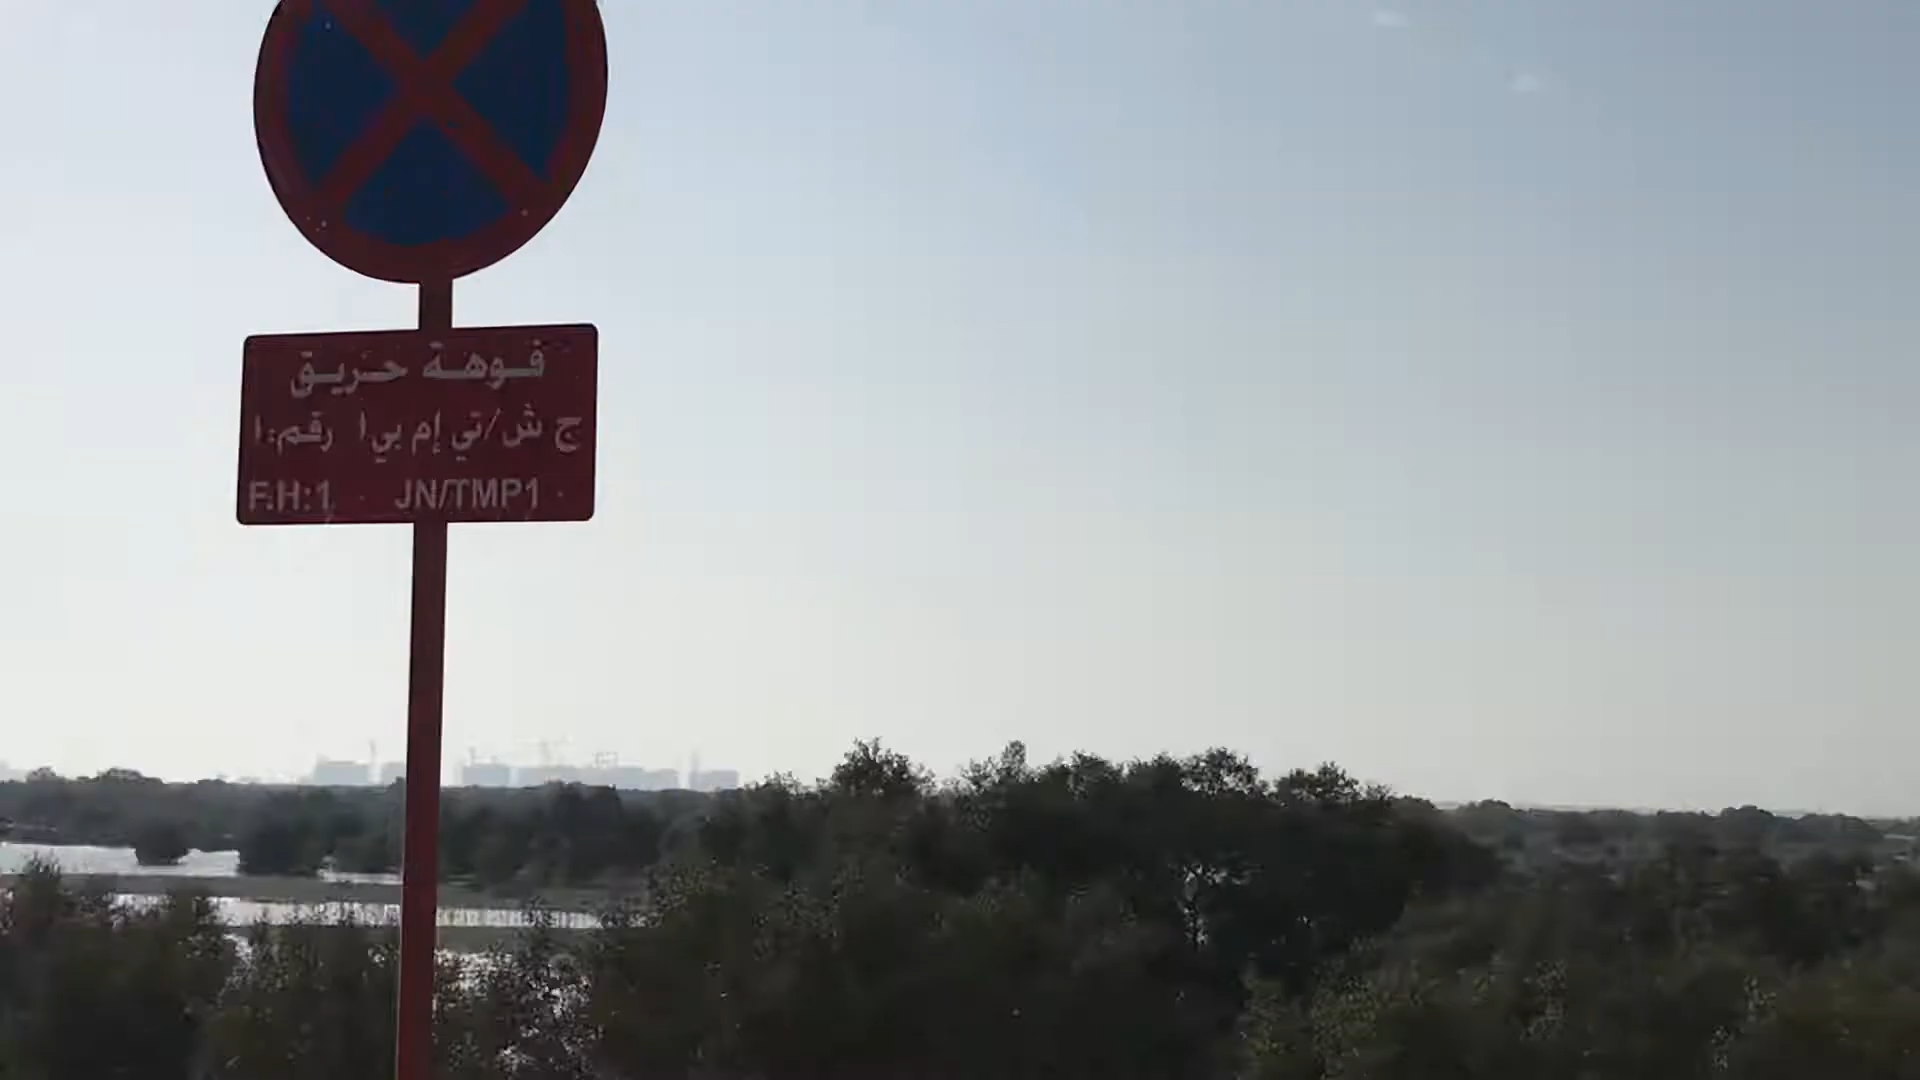 فوهة حريق
ج ش/تي إم بي١ رقم:١
F.H:1 JN/TMP1